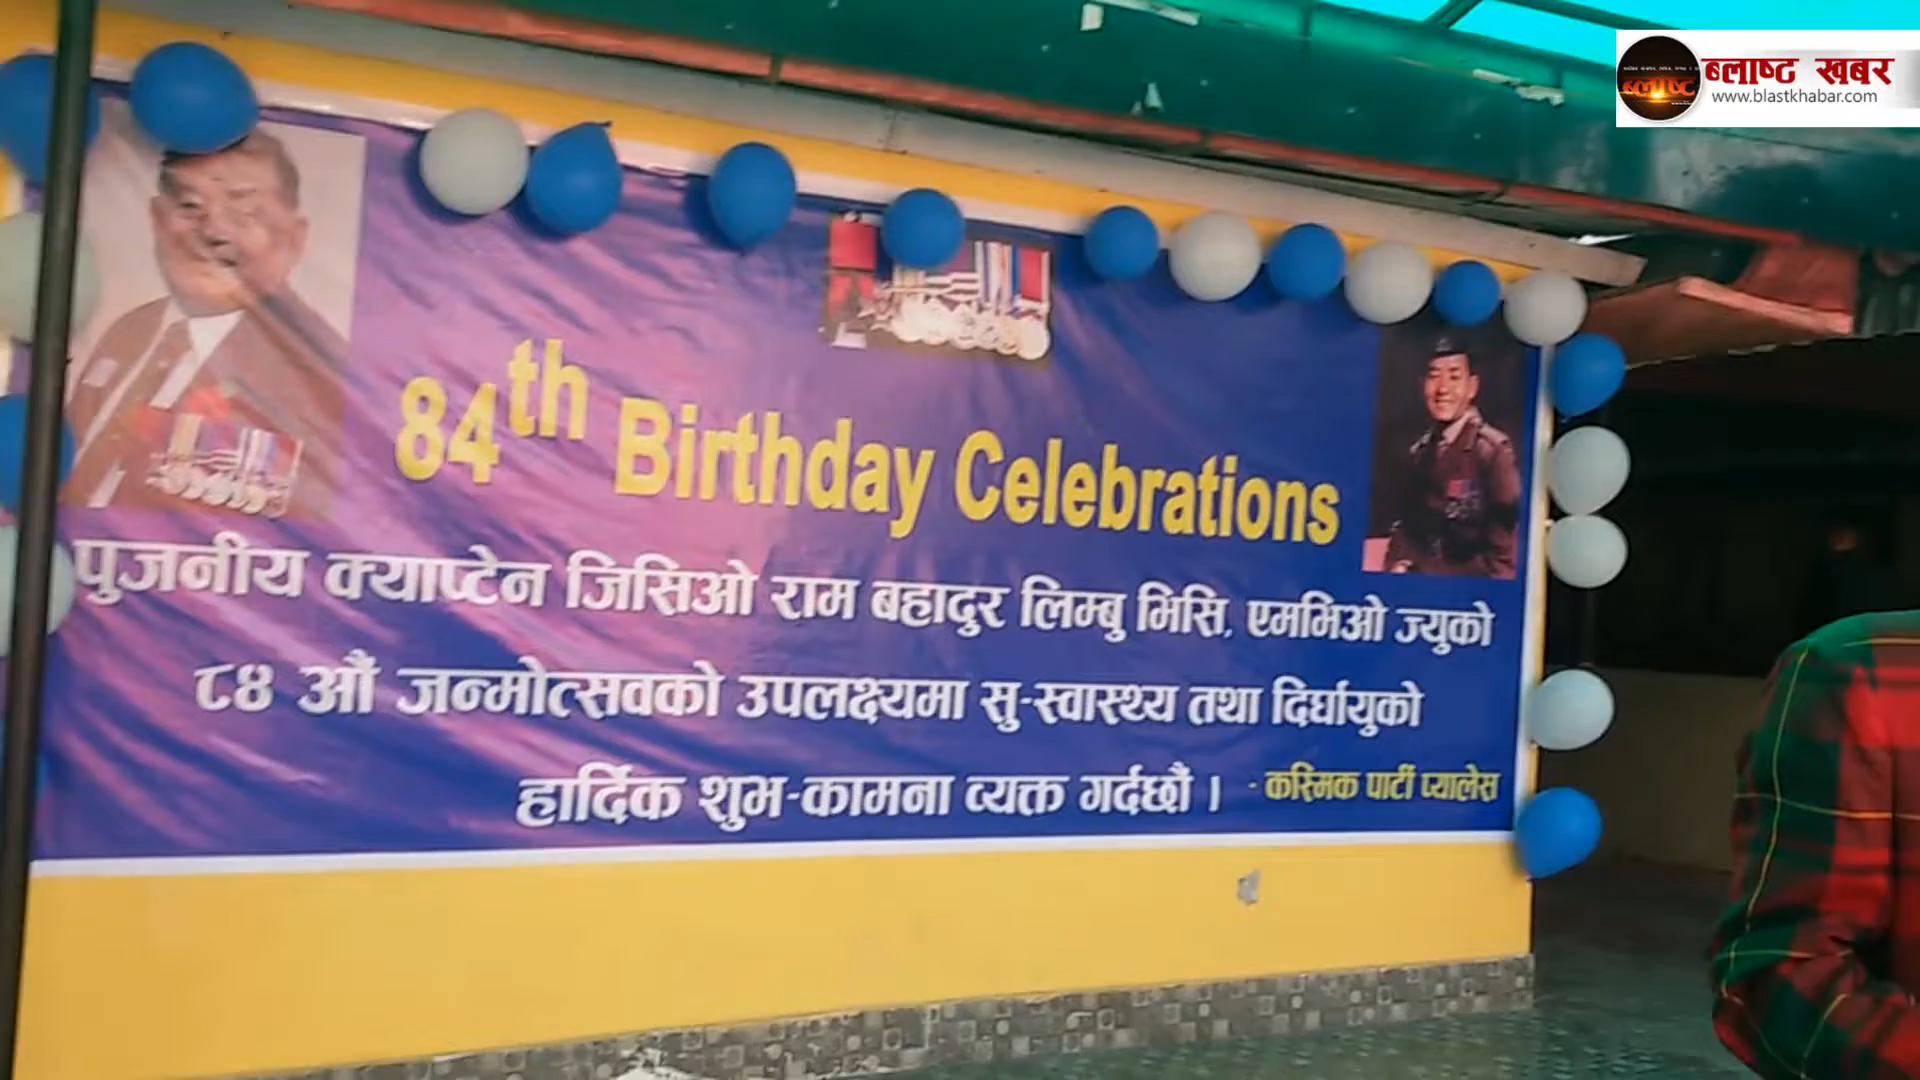 ब्लाष्ट खबर
www.blastkhabar.com
ब्लाष्ट
84th Birthday Celebrations
पुजनीय क्याप्टेन जिसिओ राम बहादुर लिम्बु भिसि, एमभिओ ज्युको
८४ औं जन्मोत्सवको उपलक्ष्यमा सु-स्वास्थ्य तथा दिर्घायुको
हार्दिक शुभ-कामना व्यक्त गर्दछौं । - कस्मिक पार्टी प्यालेस